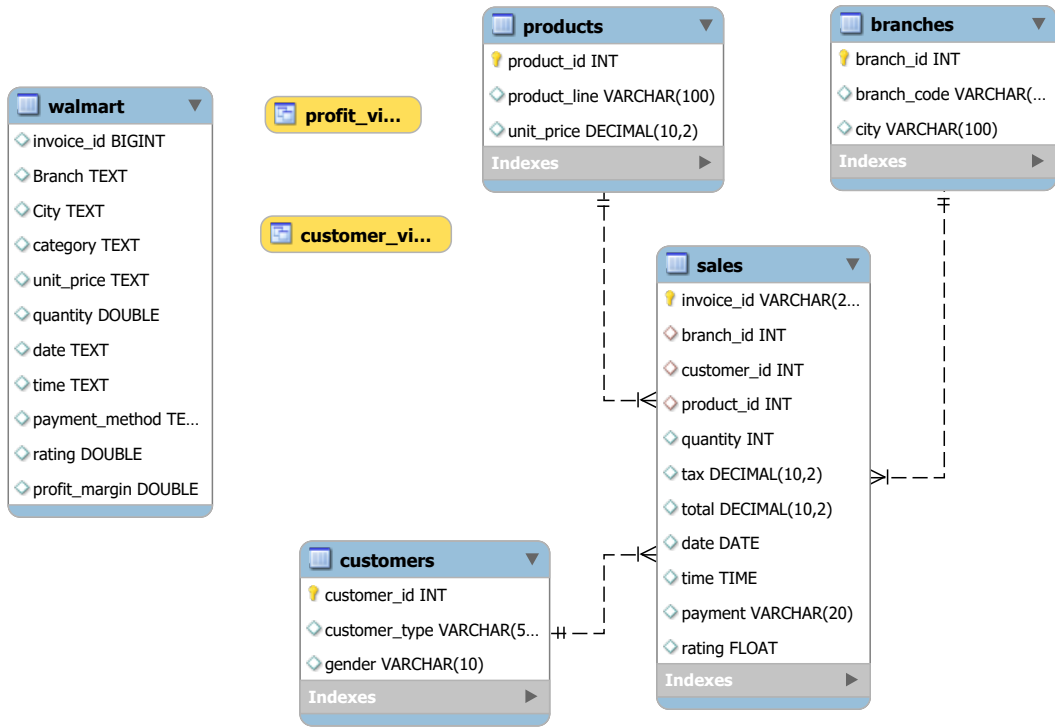 walmart
invoice_id BIGINT
Branch TEXT
City TEXT
category TEXT
unit_price TEXT
quantity DOUBLE
date TEXT
time TEXT
payment_method TE...
rating DOUBLE
profit_margin DOUBLE
profit_vi...
customer_vi...
products
product_id INT
product_line VARCHAR(100)
unit_price DECIMAL(10,2)
Indexes
branches
branch_id INT
branch_code VARCHAR(...
city VARCHAR(100)
Indexes
sales
invoice_id VARCHAR(2...
branch_id INT
customer_id INT
product_id INT
quantity INT
tax DECIMAL(10,2)
total DECIMAL(10,2)
date DATE
time TIME
payment VARCHAR(20)
rating FLOAT
Indexes
customers
customer_id INT
customer_type VARCHAR(5...
gender VARCHAR(10)
Indexes